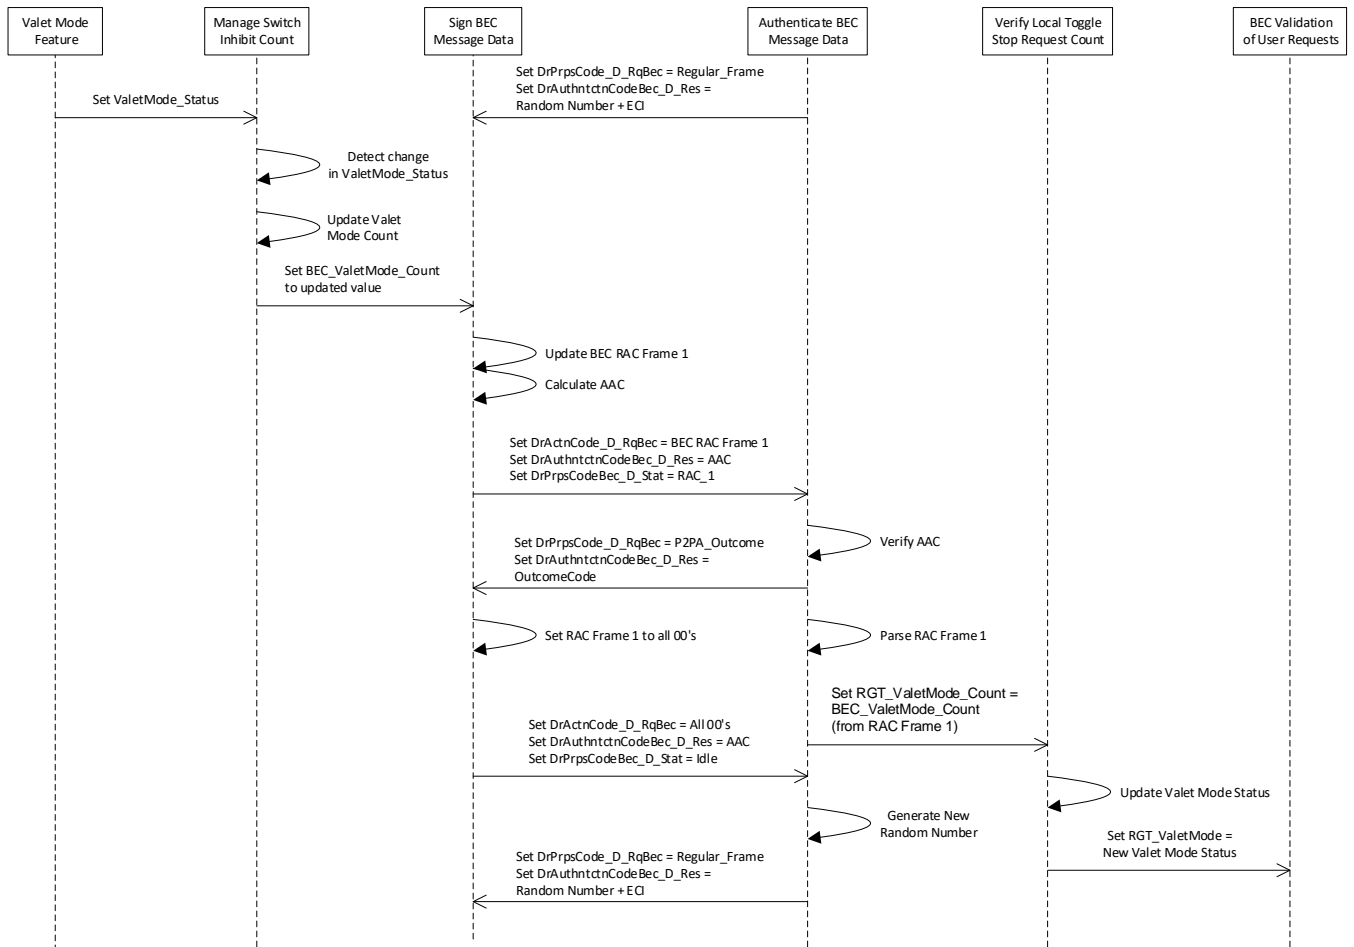 Valet Mode
Feature
Manage Switch
Inhibit Count
Sign BEC
Message Data
Authenticate BEC
Message Data
Verify Local Toggle
Stop Request Count
BEC Validation
of User Requests
Set DrPrpsCode_D_RqBec = Regular_Frame
Set DrAuthntctnCodeBec_D_Res =
Random Number + ECI
Set ValetMode_Status
Detect change
in ValetMode_Status
Update Valet
Mode Count
Set BEC_ValetMode_Count
to updated value
Update BEC RAC Frame 1
Calculate AAC
Set DrActnCode_D_RqBec = BEC RAC Frame 1
Set DrAuthntctnCodeBec_D_Res = AAC
Set DrPrpsCodeBec_D_Stat = RAC_1
Verify AAC
Set DrPrpsCode_D_RqBec = P2PA_Outcome
Set DrAuthntctnCodeBec_D_Res =
OutcomeCode
Set RAC Frame 1 to all 00's
Parse RAC Frame 1
Set RGT_ValetMode_Count =
BEC_ValetMode_Count
(from RAC Frame 1)
Set DrActnCode_D_RqBec = All 00's
Set DrAuthntctnCodeBec_D_Res = AAC
Set DrPrpsCodeBec_D_Stat = Idle
Update Valet Mode Status
Generate New
Random Number
Set RGT_ValetMode =
New Valet Mode Status
Set DrPrpsCode_D_RqBec = Regular_Frame
Set DrAuthntctnCodeBec_D_Res =
Random Number + ECI